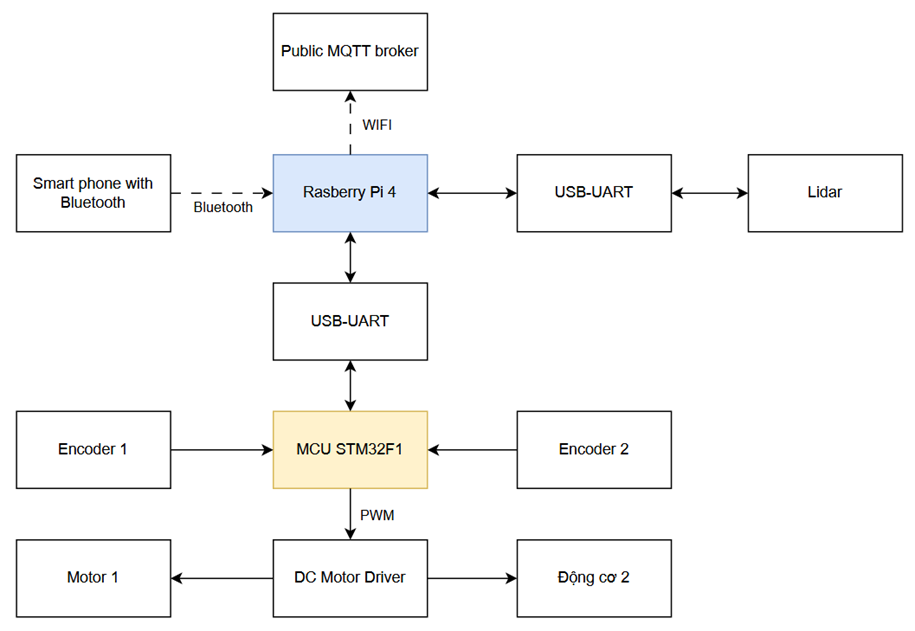 Public MQTT broker
WIFI
Smart phone with
Bluetooth
Bluetooth
Rasberry Pi 4
USB-UART
Lidar
USB-UART
Encoder 1
MCU STM32F1
Encoder 2
PWM
Motor 1
DC Motor Driver
Động cơ 2